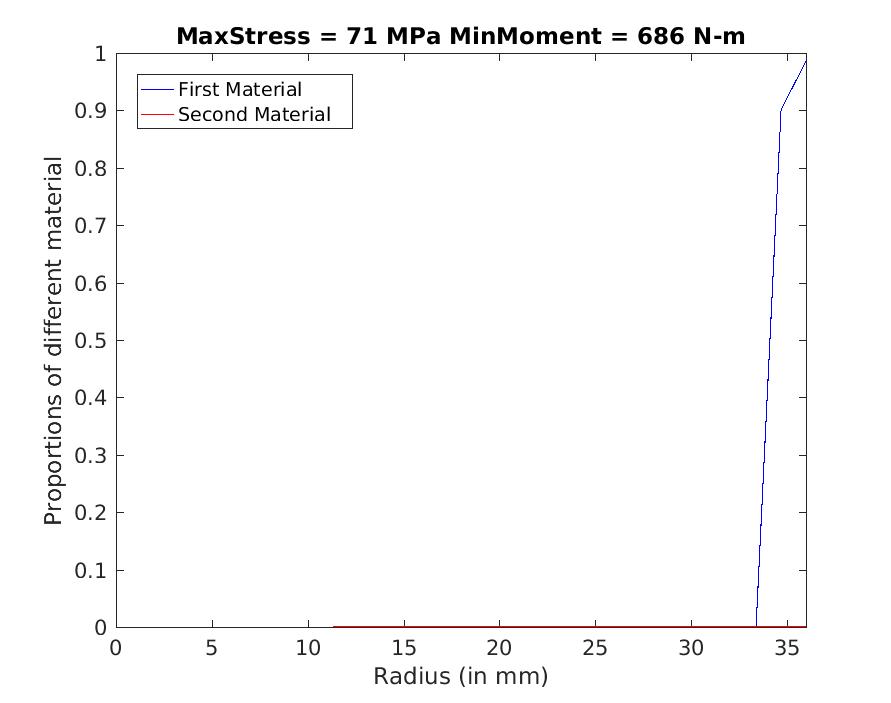 MaxStress = 71 MPa MinMoment = 686 N-m
First Material
Second Material
Proportions of different material
1
0.9
0.8
0.7
0.6
0.5
0.4
0.3
0.2
0.1
0
0 5 10 15 20 25 30 35
Radius (in mm)